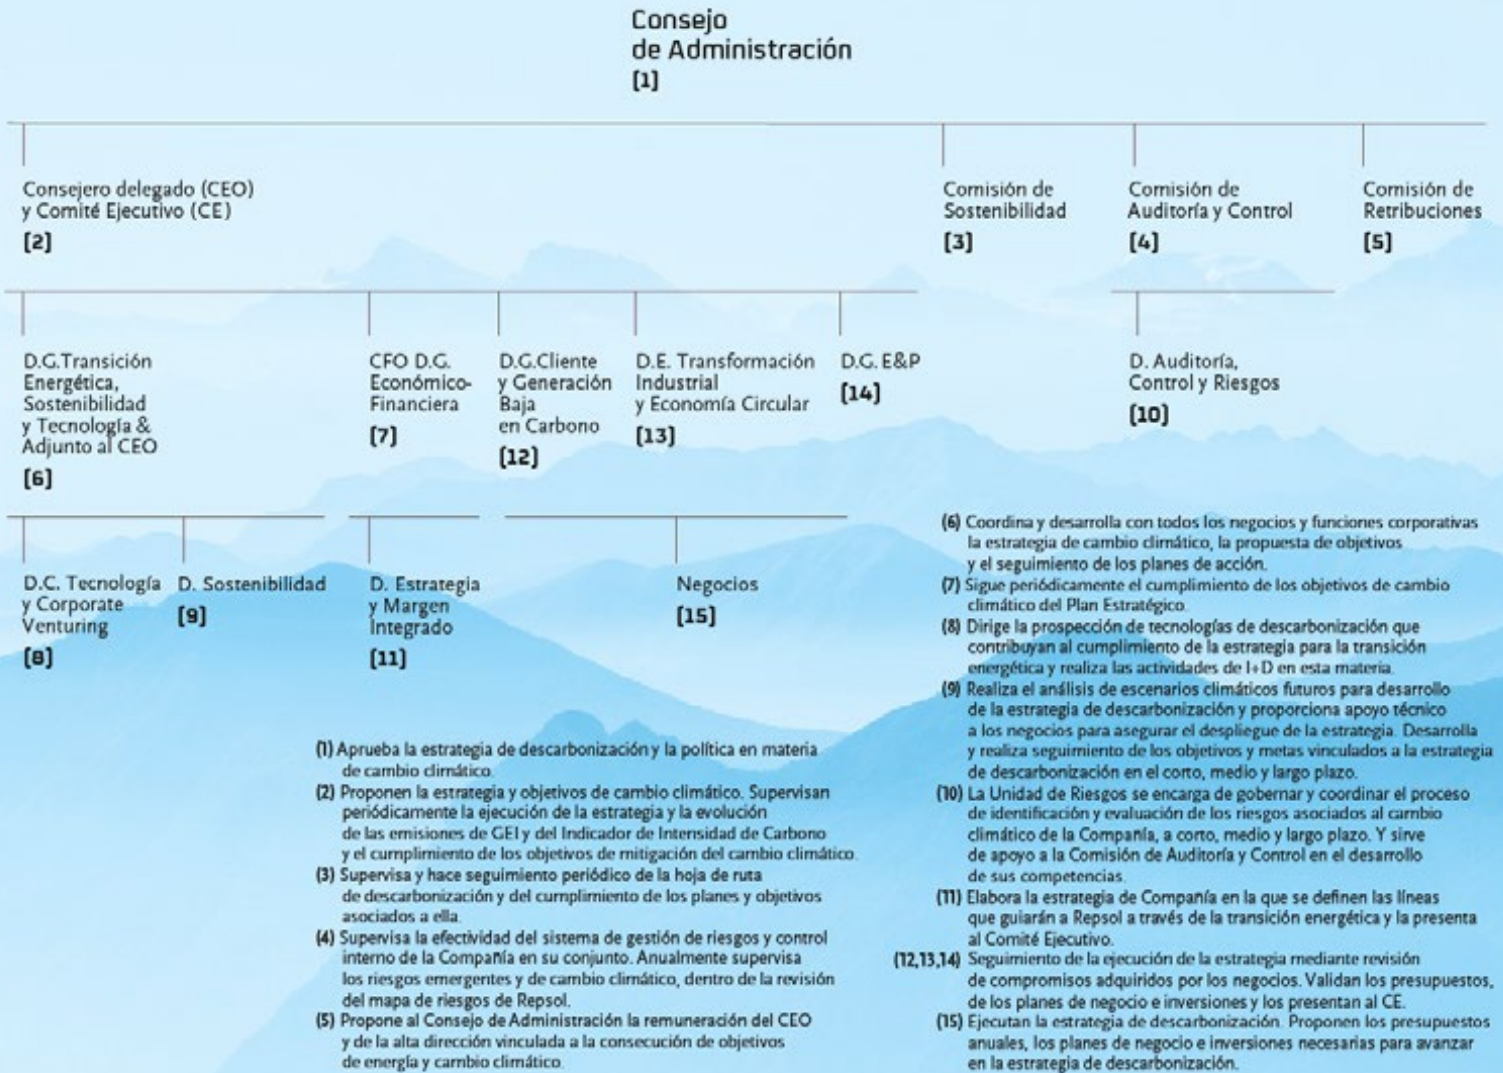 Consejo
de Administración
[1]
Consejero delegado (CEO)
y Comité Ejecutivo (CE)
[2]
Comisión de
Sostenibilidad
[3]
Comisión de
Auditoría y Control
[4]
Comisión de
Retribuciones
[5]
D.G.Transición
Energética,
Sostenibilidad
y Tecnología &
Adjunto al CEO
[6]
CFO D.G.
Económico-
Financiera
[7]
D.G.Cliente
y Generación
Baja
en Carbono
[12]
D.E. Transformación
Industrial
y Economía Circular
[13]
D.G. E&P
[14]
D. Auditoría,
Control y Riesgos
[10]
D.C. Tecnología
y Corporate
Venturing
[8]
D. Sostenibilidad
[9]
D. Estrategia
y Margen
Integrado
[11]
Negocios
[15]
(1) Aprueba la estrategia de descarbonización y la política en materia
de cambio climático.
(2) Proponen la estrategia y objetivos de cambio climático. Supervisan
periódicamente la ejecución de la estrategia y la evolución
de las emisiones de GEI y del Indicador de Intensidad de Carbono
y el cumplimiento de los objetivos de mitigación del cambio climático.
(3) Supervisa y hace seguimiento periódico de la hoja de ruta
de descarbonización y del cumplimiento de los planes y objetivos
asociados a ella.
(4) Supervisa la efectividad del sistema de gestión de riesgos y control
interno de la Compañía en su conjunto. Anualmente supervisa
los riesgos emergentes y de cambio climático, dentro de la revisión
del mapa de riesgos de Repsol.
(5) Propone al Consejo de Administración la remuneración del CEO
y de la alta dirección vinculada a la consecución de objetivos
de energía y cambio climático.
(6) Coordina y desarrolla con todos los negocios y funciones corporativas
la estrategia de cambio climático, la propuesta de objetivos
y el seguimiento de los planes de acción.
(7) Sigue periódicamente el cumplimiento de los objetivos de cambio
climático del Plan Estratégico.
(8) Dirige la prospección de tecnologías de descarbonización que
contribuyan al cumplimiento de la estrategia para la transición
energética y realiza las actividades de I+D en esta materia.
(9) Realiza el análisis de escenarios climáticos futuros para desarrollo
de la estrategia de descarbonización y proporciona apoyo técnico
a los negocios para asegurar el despliegue de la estrategia. Desarrolla
y realiza seguimiento de los objetivos y metas vinculados a la estrategia
de descarbonización en el corto, medio y largo plazo.
(10) La Unidad de Riesgos se encarga de gobernar y coordinar el proceso
de identificación y evaluación de los riesgos asociados al cambio
climático de la Compañía, a corto, medio y largo plazo. Y sirve
de apoyo a la Comisión de Auditoría y Control en el desarrollo
de sus competencias.
(11) Elabora la estrategia de Compañía en la que se definen las líneas
que guiarán a Repsol a través de la transición energética y la presenta
al Comité Ejecutivo.
(12,13,14) Seguimiento de la ejecución de la estrategia mediante revisión
de compromisos adquiridos por los negocios. Validan los presupuestos,
de los planes de negocio e inversiones y los presentan al CE.
(15) Ejecutan la estrategia de descarbonización. Proponen los presupuestos
anuales, los planes de negocio e inversiones necesarias para avanzar
en la estrategia de descarbonización.